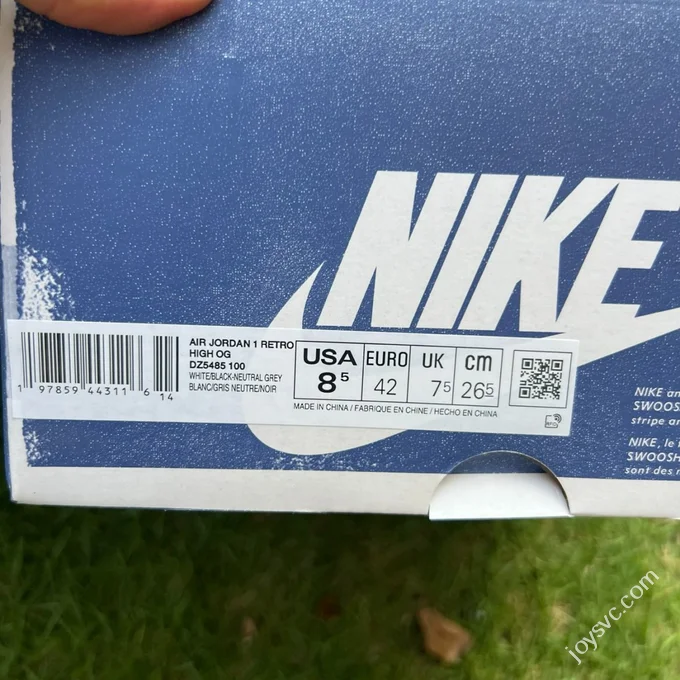 NIKE
AIR JORDAN 1 RETRO
HIGH OG
DZ5485 100
WHITE/BLACK-NEUTRAL GREY
BLANC/GRIS NEUTRE/NOIR
1 97859 44311 6 14
USA EURO UK cm
8 5 42 7 5 26 5
MADE IN CHINA / FABRIQUE EN CHINE / HECHO EN CHINA
NIKE an
SWOOSH
stripe ar
NIKE, le
SWOOSH
sont des
joysvc.com